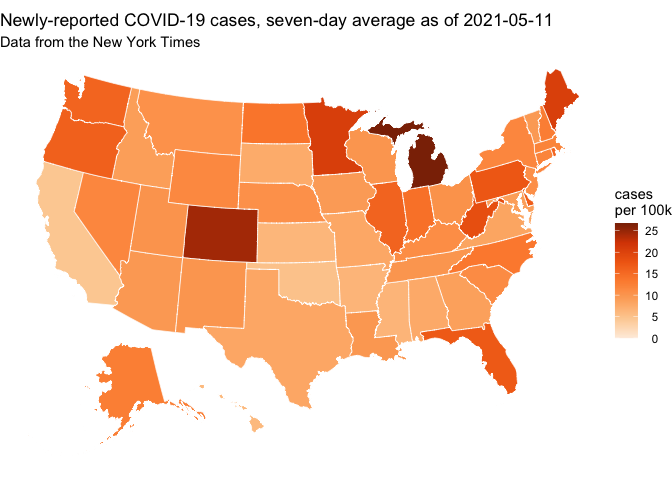 Newly-reported COVID-19 cases, seven-day average as of 2021-05-11
Data from the New York Times
cases
per 100k
25
20
15
10
5
0